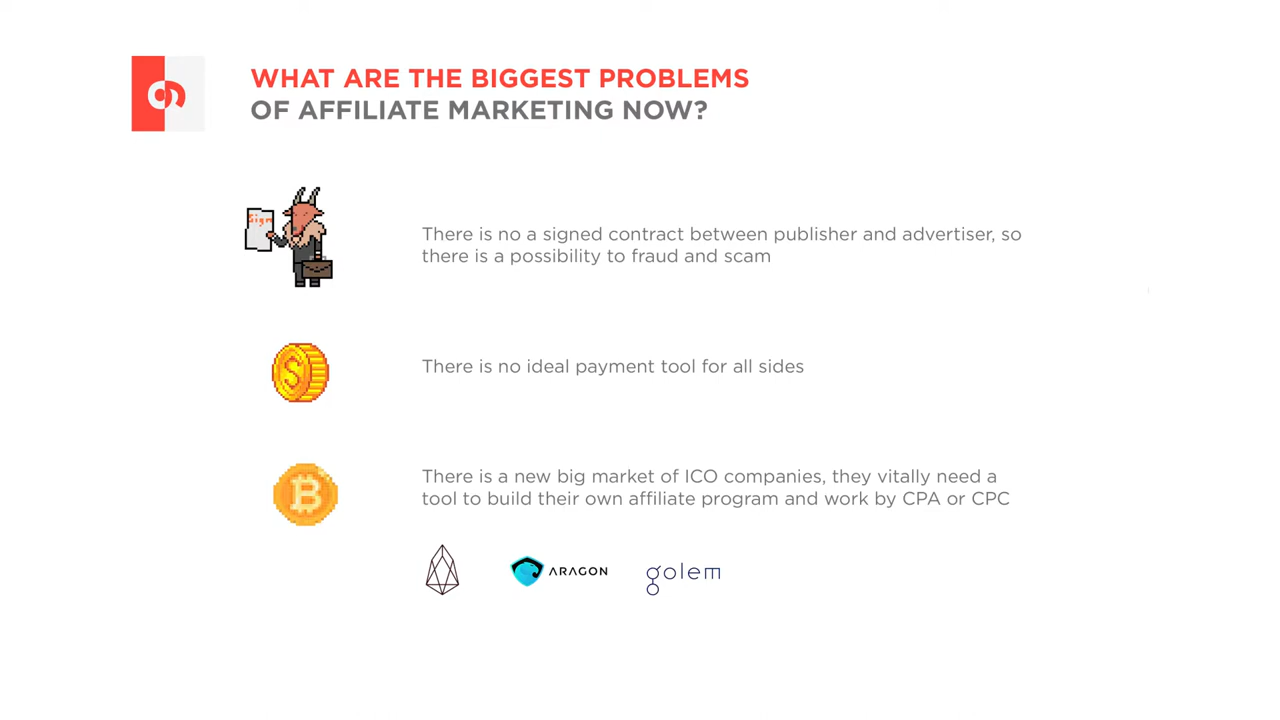 WHAT ARE THE BIGGEST PROBLEMS
OF AFFILIATE MARKETING NOW?
Sign
There is no a signed contract between publisher and advertiser, so
there is a possibility to fraud and scam
There is no ideal payment tool for all sides
There is a new big market of ICO companies, they vitally need a
tool to build their own affiliate program and work by CPA or CPC
ARAGON
golem